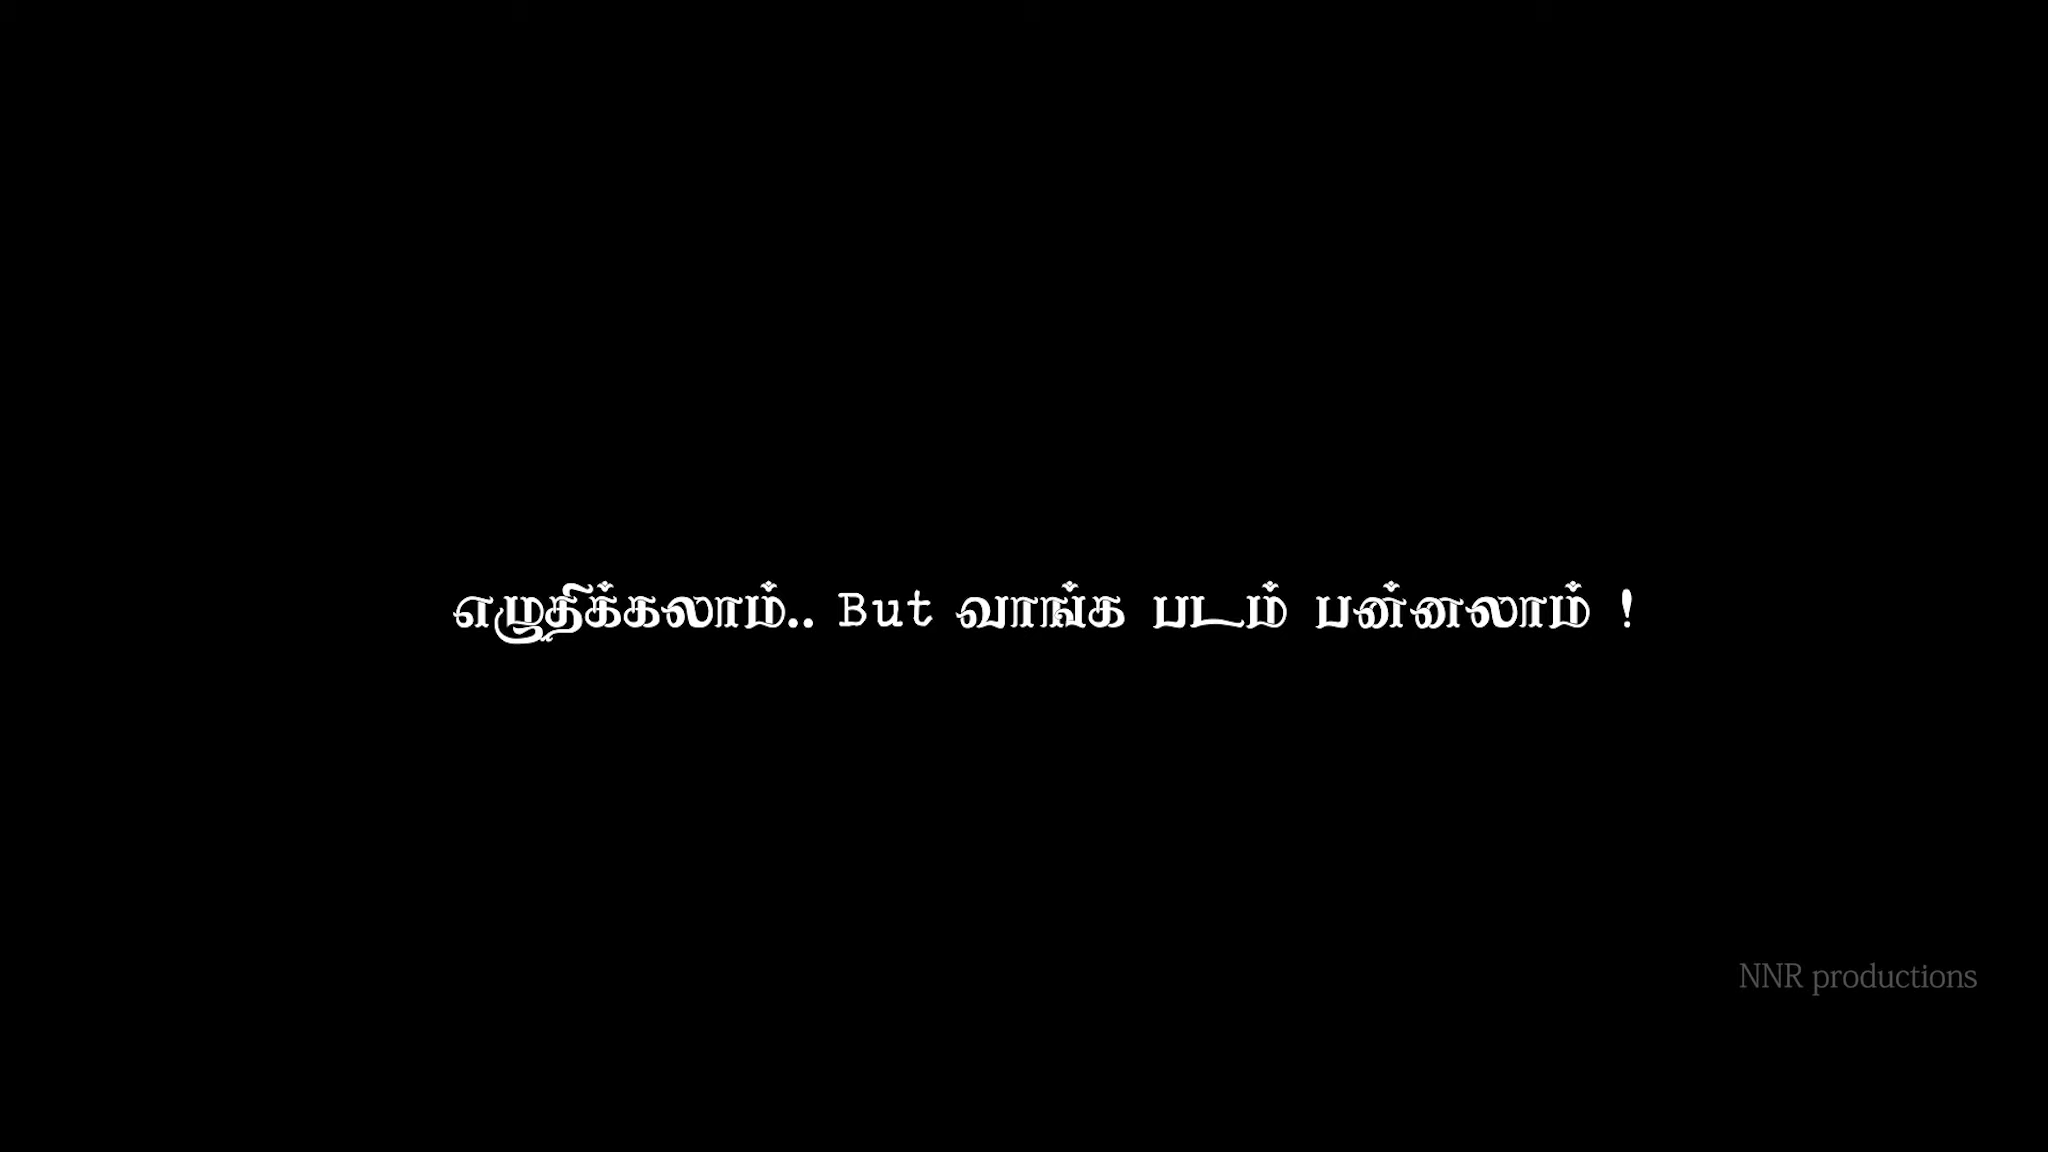 எழுதிக்கலாம்.. But வாங்க படம் பன்னலாம் !
NNR productions